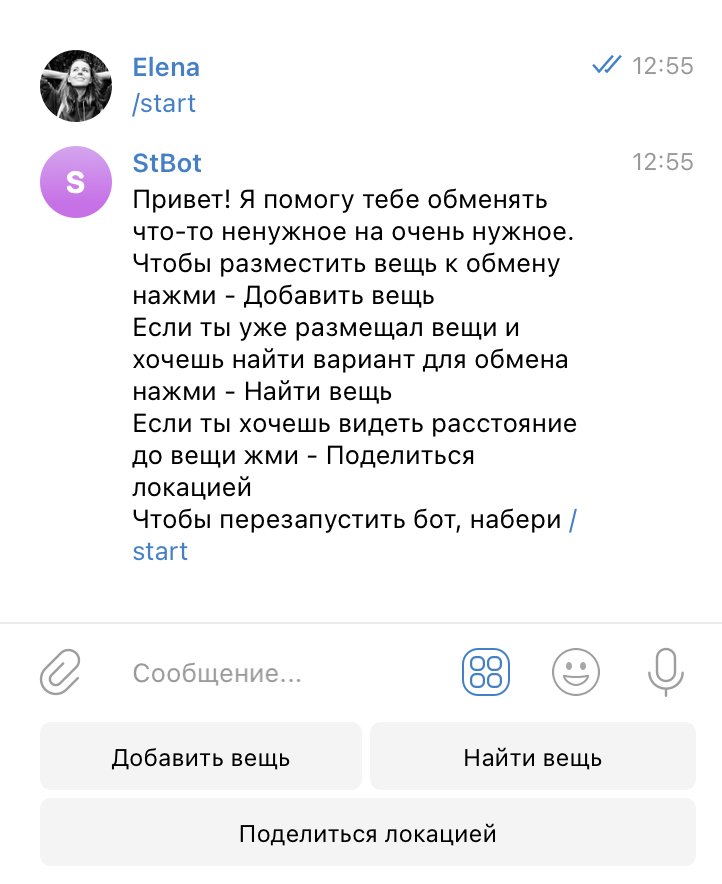 Elena
12:55
/start
S
StBot
12:55
Привет! Я помогу тебе обменять
что-то ненужное на очень нужное.
Чтобы разместить вещь к обмену
нажми - Добавить вещь
Если ты уже размещал вещи и
хочешь найти вариант для обмена
нажми - Найти вещь
Если ты хочешь видеть расстояние
до вещи жми - Поделиться
локацией
Чтобы перезапустить бот, набери /
start
Сообщение...
Добавить вещь
Найти вещь
Поделиться локацией